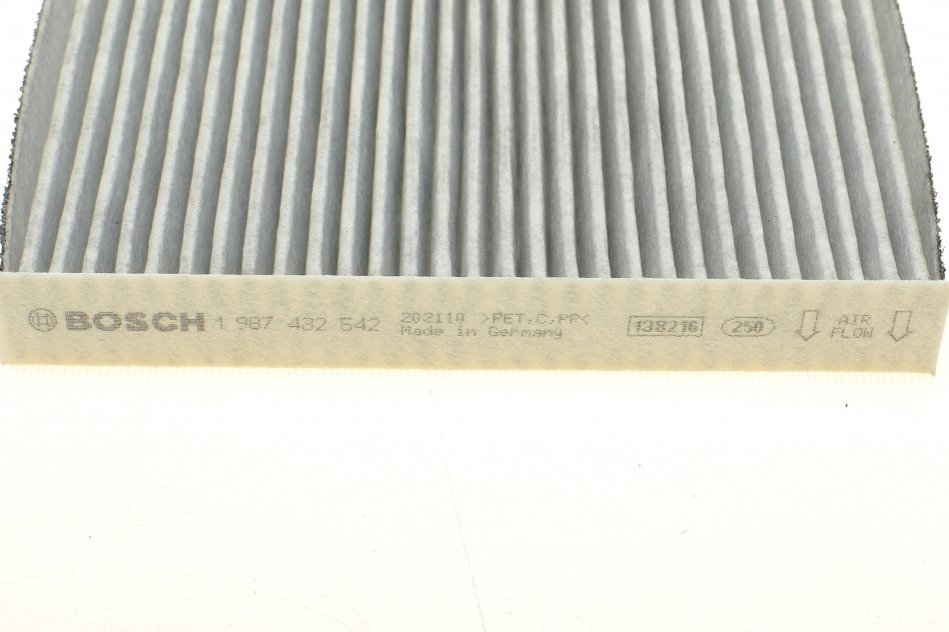 BOSCH 1 987 432 542 202110 >PET,C,PP< 138216 250 AIR
Made in Germany FLOW